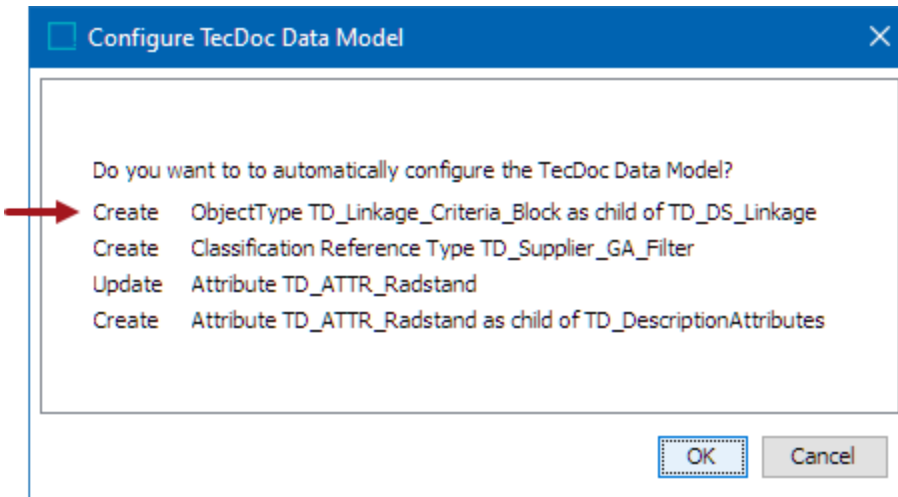 Configure TecDoc Data Model
Do you want to to automatically configure the TecDoc Data Model?
Create ObjectType TD_Linkage_Criteria_Block as child of TD_DS_Linkage
Create Classification Reference Type TD_Supplier_GA_Filter
Update Attribute TD_ATTR_Radstand
Create Attribute TD_ATTR_Radstand as child of TD_DescriptionAttributes
OK Cancel